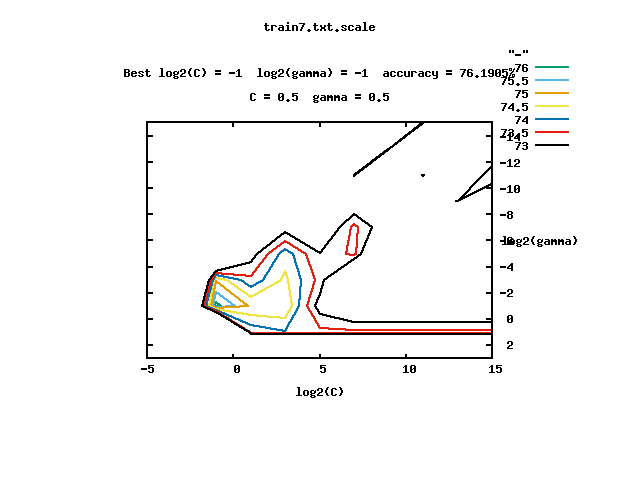 train7.txt.scale
"-"
Best log2(C) = -1  log2(gamma) = -1  accuracy = 76.1905%
C = 0.5  gamma = 0.5
76
75.5
75
74.5
74
73.5
73
-14
-12
-10
-8
-6
log2(gamma)
-4
-2
0
2
-5 0 5 10 15
log2(C)